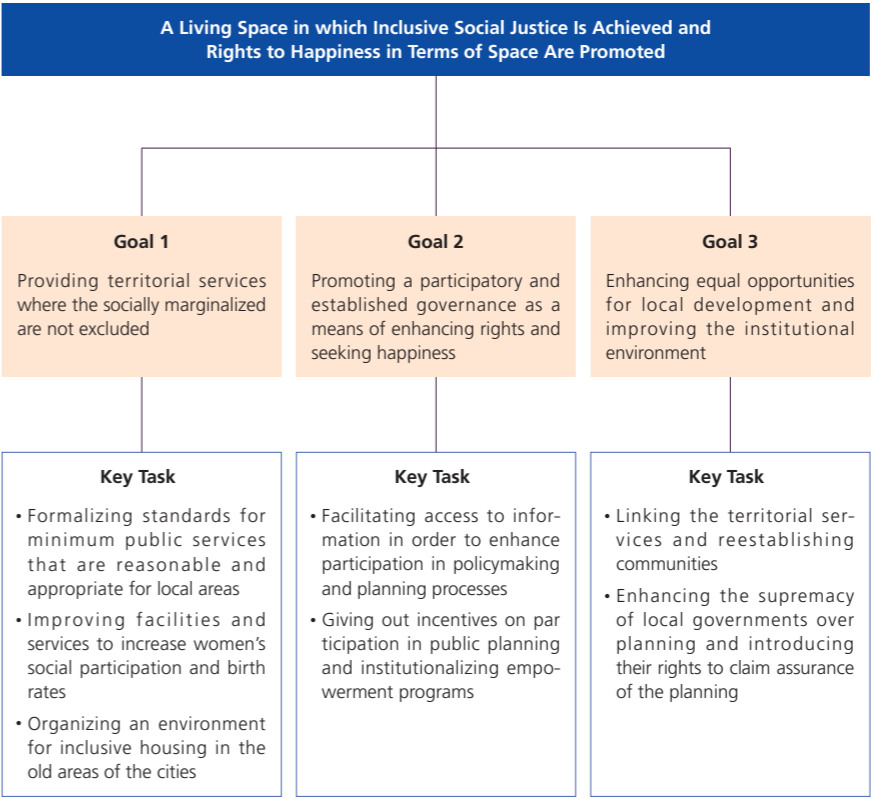 A Living Space in which Inclusive Social Justice Is Achieved and
Rights to Happiness in Terms of Space Are Promoted
Goal 1
Providing territorial services
where the socially marginalized
are not excluded
Goal 2
Promoting a participatory and
established governance as a
means of enhancing rights and
seeking happiness
Goal 3
Enhancing equal opportunities
for local development and
improving the institutional
environment
Key Task
• Formalizing standards for
minimum public services
that are reasonable and
appropriate for local areas
• Improving facilities and
services to increase women's
social participation and birth
rates
• Organizing an environment
for inclusive housing in the
old areas of the cities
Key Task
• Facilitating access to infor-
mation in order to enhance
participation in policymaking
and planning processes
• Giving out incentives on par
ticipation in public planning
and institutionalizing empo-
werment programs
Key Task
• Linking the territorial ser-
vices and reestablishing
communities
• Enhancing the supremacy
of local governments over
planning and introducing
their rights to claim assurance
of the planning